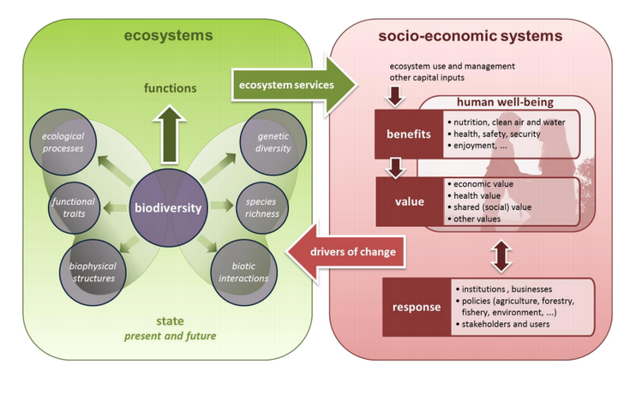 ecosystems
functions
ecological
processes
genetic
diversity
functional
traits
biodiversity
species
richness
biophysical
structures
biotic
interactions
state
present and future
ecosystem services
drivers of change
socio-economic systems
ecosystem use and management
other capital inputs
human well-being
benefits
• nutrition, clean air and water
• health, safety, security
• enjoyment, ...
value
• economic value
• health value
• shared (social) value
• other values
response
• institutions, businesses
• policies (agriculture, forestry,
fishery, environment, ...)
• stakeholders and users